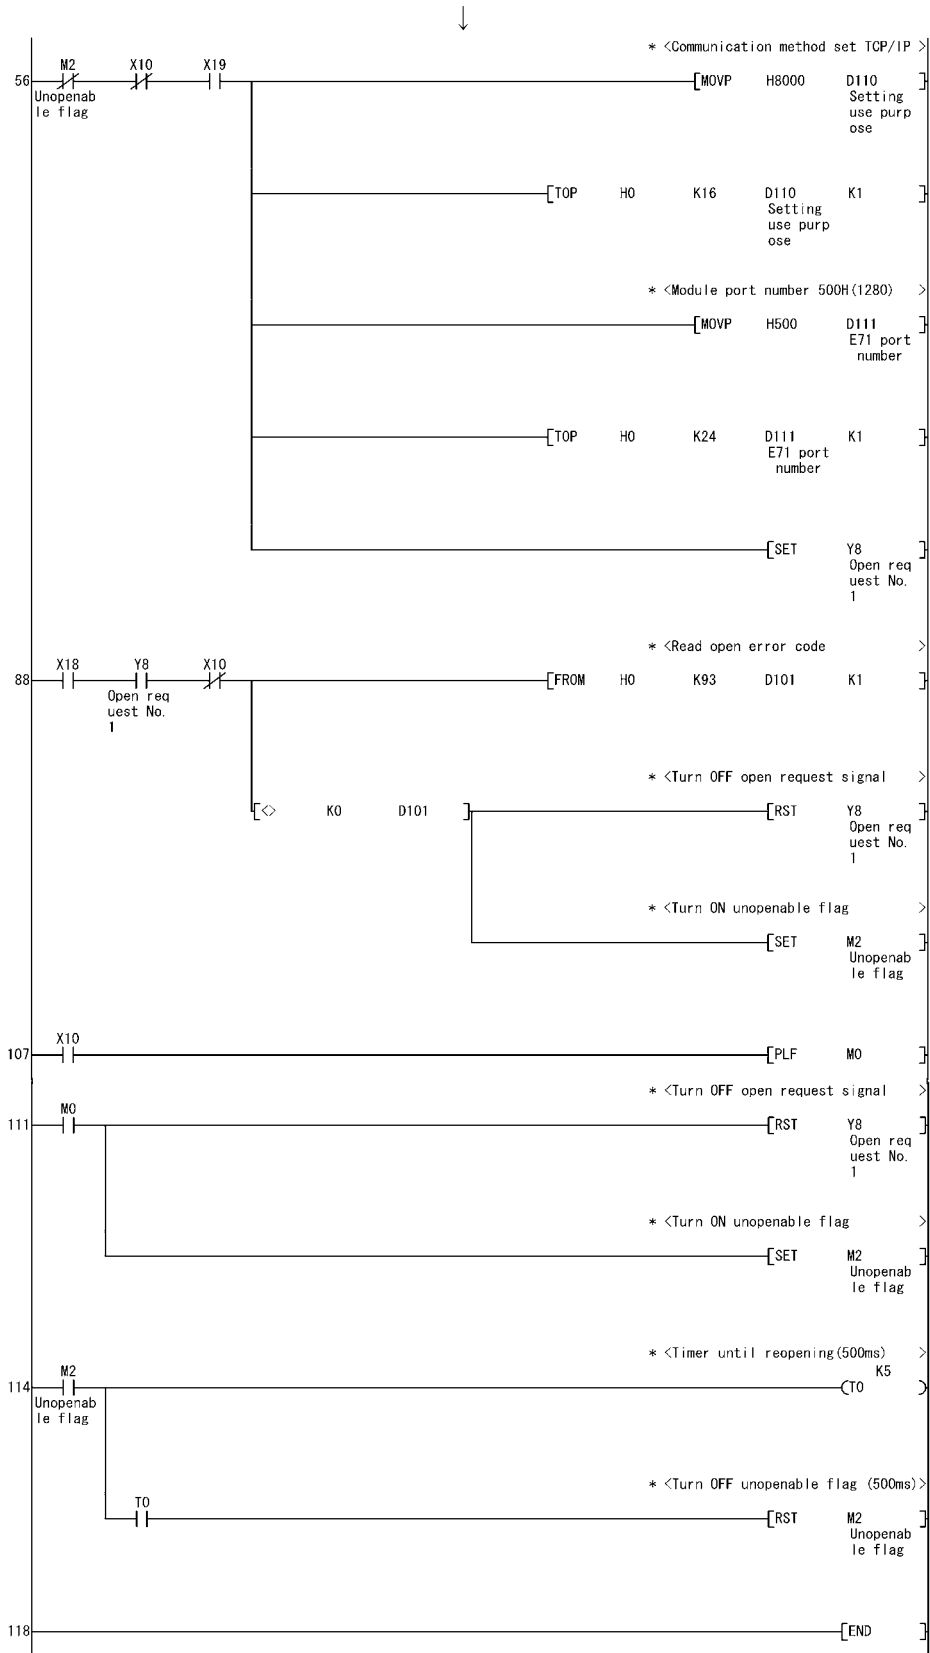 * <Communication method set TCP/IP >
M2 X10 X19
56 [MOVP H8000 D110 ]
Unopenab Setting
le flag use purp
ose
[TOP H0 K16 D110 K1 ]
Setting
use purp
ose
* <Module port number 500H(1280) >
[MOVP H500 D111 ]
E71 port
number
[TOP H0 K24 D111 K1 ]
E71 port
number
[SET Y8 ]
Open req
uest No.
1
* <Read open error code >
X18 Y8 X10
88 [FROM H0 K93 D101 K1 ]
Open req
uest No.
1
* <Turn OFF open request signal >
[<> K0 D101 ] [RST Y8 ]
Open req
uest No.
1
* <Turn ON unopenable flag >
[SET M2 ]
Unopenab
le flag
X10
107 [PLF M0 ]
* <Turn OFF open request signal >
M0
111 [RST Y8 ]
Open req
uest No.
1
* <Turn ON unopenable flag >
[SET M2 ]
Unopenab
le flag
* <Timer until reopening(500ms) >
M2 K5
114 (T0 )
Unopenab
le flag
* <Turn OFF unopenable flag (500ms)>
T0
[RST M2 ]
Unopenab
le flag
118 [END ]